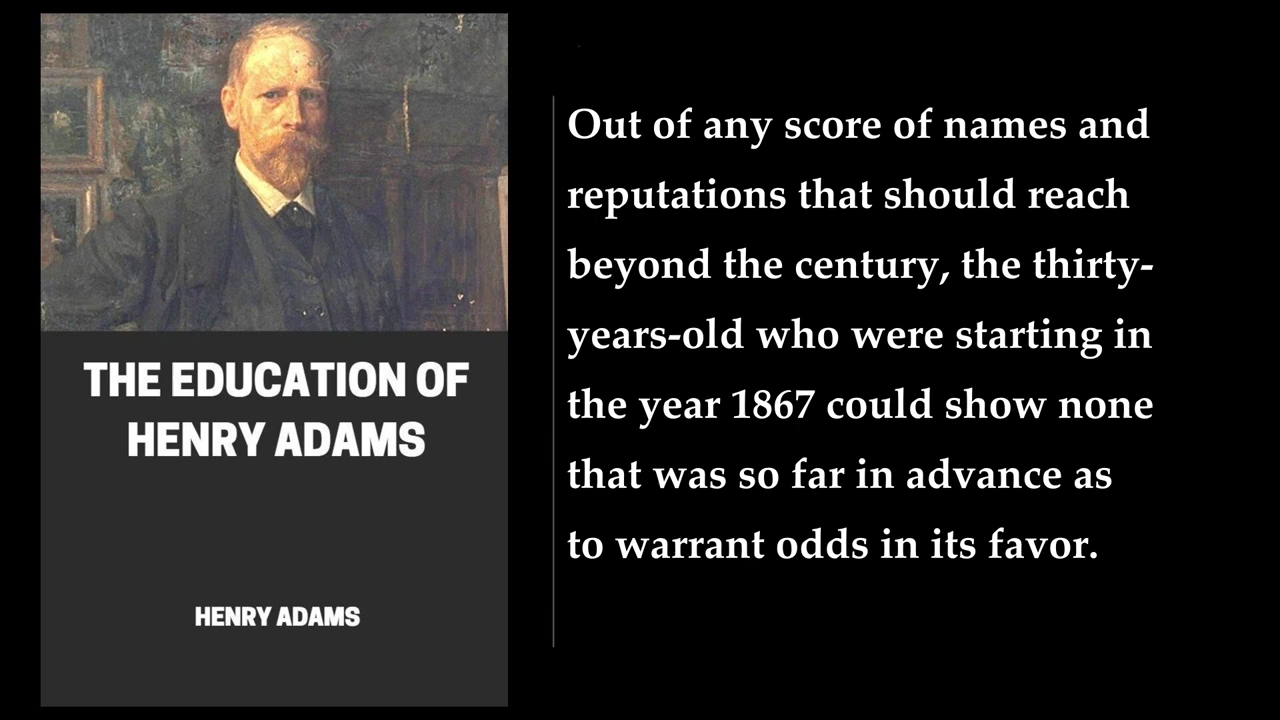 THE EDUCATION OF
HENRY ADAMS
HENRY ADAMS
Out of any score of names and
reputations that should reach
beyond the century, the thirty-
years-old who were starting in
the year 1867 could show none
that was so far in advance as
to warrant odds in its favor.